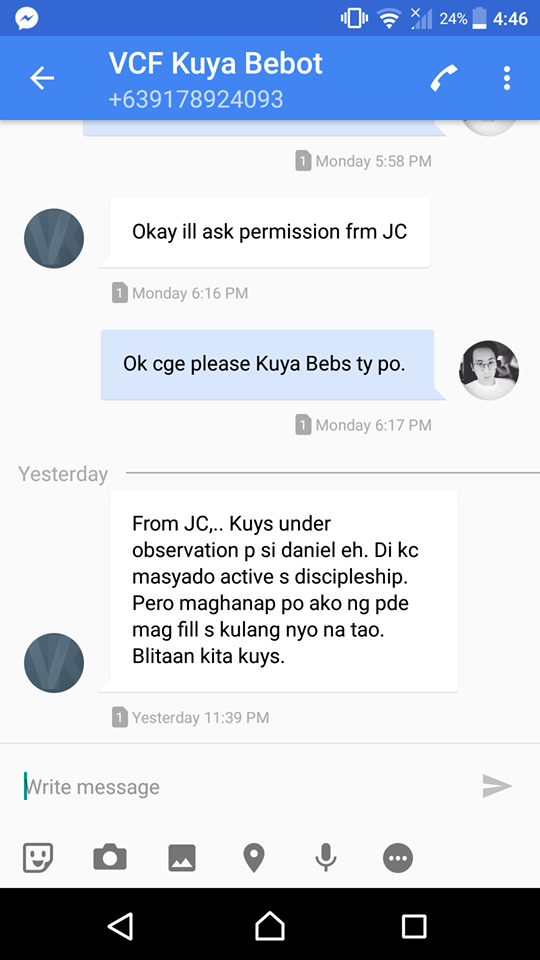 24% 4:46
VCF Kuya Bebot
+639178924093
1 Monday 5:58 PM
Okay ill ask permission frm JC
1 Monday 6:16 PM
Ok cge please Kuya Bebs ty po.
1 Monday 6:17 PM
Yesterday
From JC,.. Kuys under
observation p si daniel eh. Di kc
masyado active s discipleship.
Pero maghanap po ako ng pde
mag fill s kulang nyo na tao.
Blitaan kita kuys.
1 Yesterday 11:39 PM
Write message